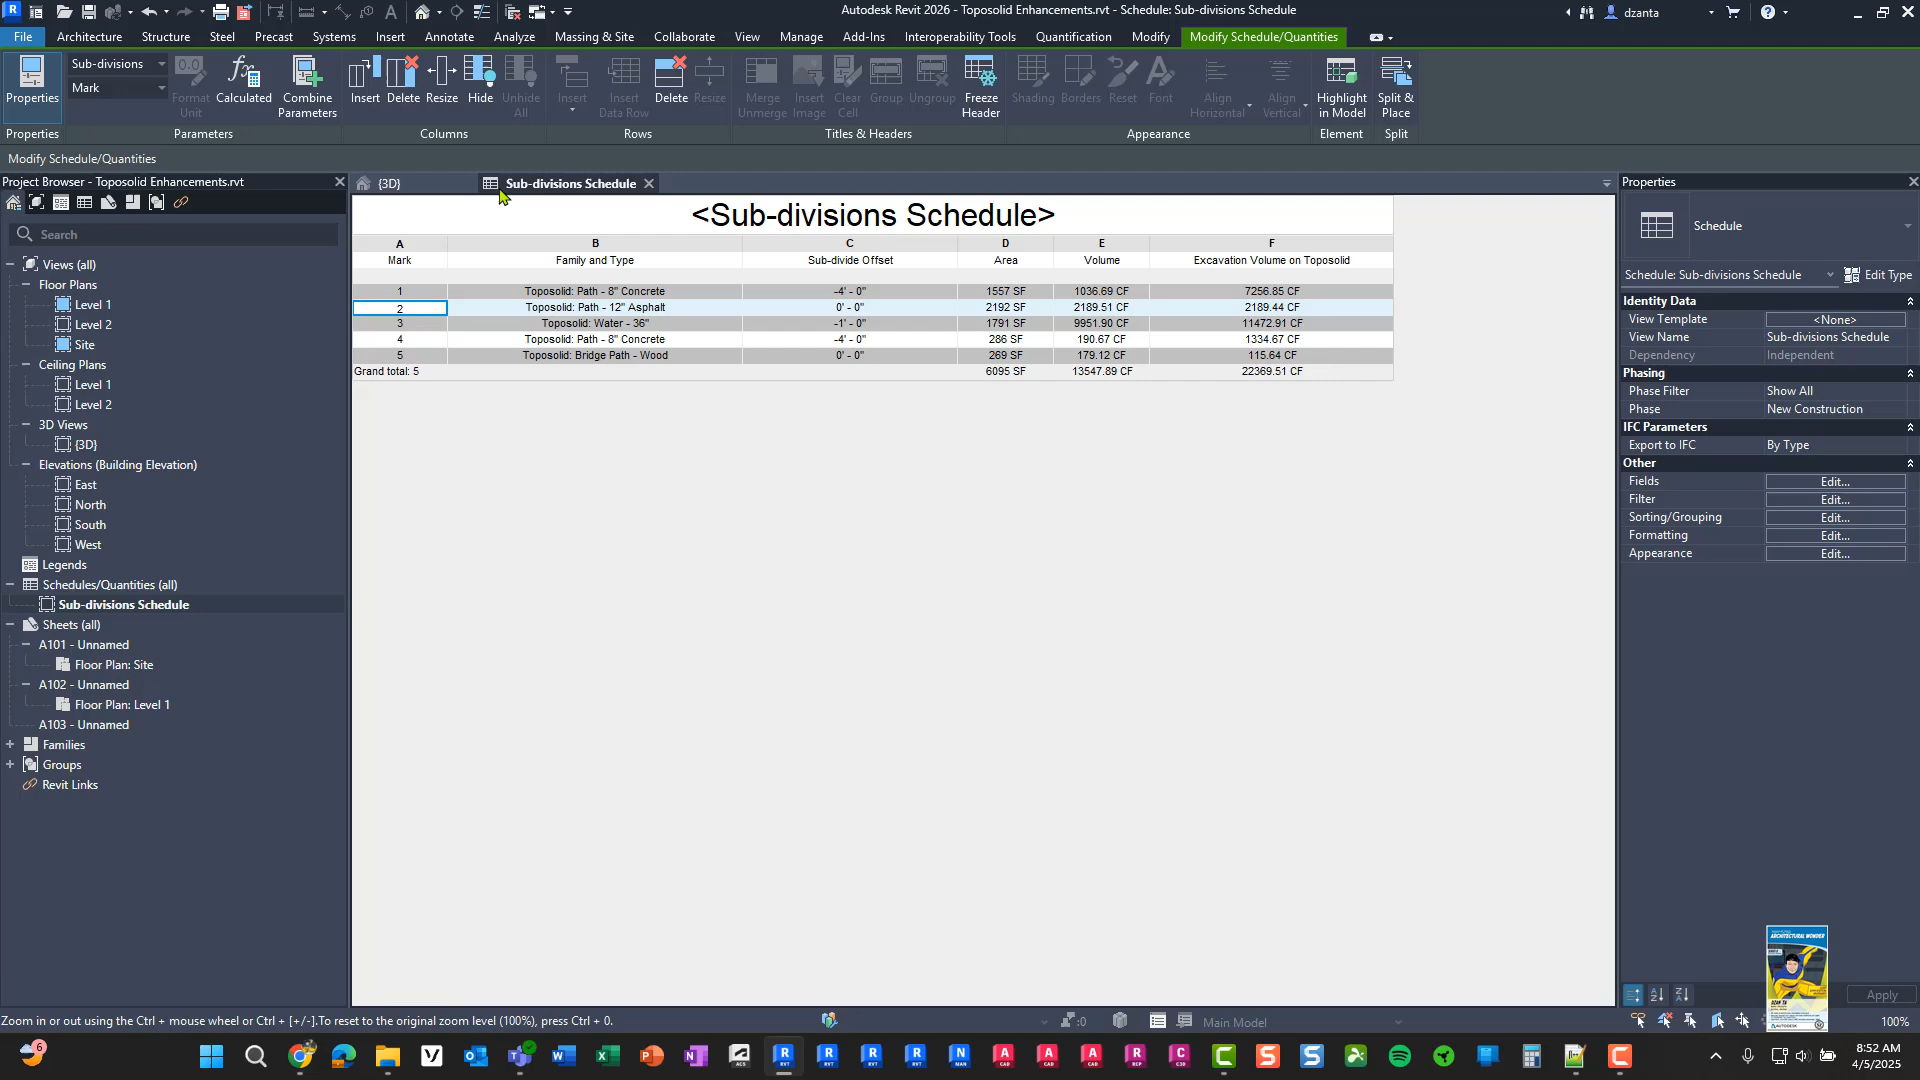 Autodesk Revit 2026 - Toposolid Enhancements.rvt - Schedule: Sub-divisions Schedule
dzanta
File Architecture Structure Steel Precast Systems Insert Annotate Analyze Massing & Site Collaborate View Manage Add-Ins Interoperability Tools Quantification Modify Modify Schedule/Quantities
Properties
Sub-divisions
Mark
Format Unit
Calculated
Combine Parameters
Insert Delete Resize Hide Unhide All
Insert
Insert Data Row
Delete Resize
Merge Unmerge
Insert Image
Clear Cell
Group Ungroup
Freeze Header
Shading Borders Reset Font
Align Horizontal
Align Vertical
Highlight in Model
Split & Place
Properties Parameters Columns Rows Titles & Headers Appearance Element Split
Modify Schedule/Quantities
Project Browser - Toposolid Enhancements.rvt
Search
Views (all)
Floor Plans
Level 1
Level 2
Site
Ceiling Plans
Level 1
Level 2
3D Views
{3D}
Elevations (Building Elevation)
East
North
South
West
Legends
Schedules/Quantities (all)
Sub-divisions Schedule
Sheets (all)
A101 - Unnamed
Floor Plan: Site
A102 - Unnamed
Floor Plan: Level 1
A103 - Unnamed
Families
Groups
Revit Links
{3D} Sub-divisions Schedule
<Sub-divisions Schedule>
A B C D E F
Mark Family and Type Sub-divide Offset Area Volume Excavation Volume on Toposolid
1 Toposolid: Path - 8" Concrete -4' - 0" 1557 SF 1036.69 CF 7256.85 CF
2 Toposolid: Path - 12" Asphalt 0' - 0" 2192 SF 2189.51 CF 2189.44 CF
3 Toposolid: Water - 36" -1' - 0" 1791 SF 9951.90 CF 11472.91 CF
4 Toposolid: Path - 8" Concrete -4' - 0" 286 SF 190.67 CF 1334.67 CF
5 Toposolid: Bridge Path - Wood 0' - 0" 269 SF 179.12 CF 115.64 CF
Grand total: 5 6095 SF 13547.89 CF 22369.51 CF
Properties
Schedule
Schedule: Sub-divisions Schedule Edit Type
Identity Data
View Template <None>
View Name Sub-divisions Schedule
Dependency Independent
Phasing
Phase Filter Show All
Phase New Construction
IFC Parameters
Export to IFC By Type
Other
Fields Edit...
Filter Edit...
Sorting/Grouping Edit...
Formatting Edit...
Appearance Edit...
ARCHITECTURAL WONDER
AUTODESK
Apply
Zoom in or out using the Ctrl + mouse wheel or Ctrl + [+/-].To reset to the original zoom level (100%), press Ctrl + 0.
:0
Main Model
100%
8:52 AM
4/5/2025